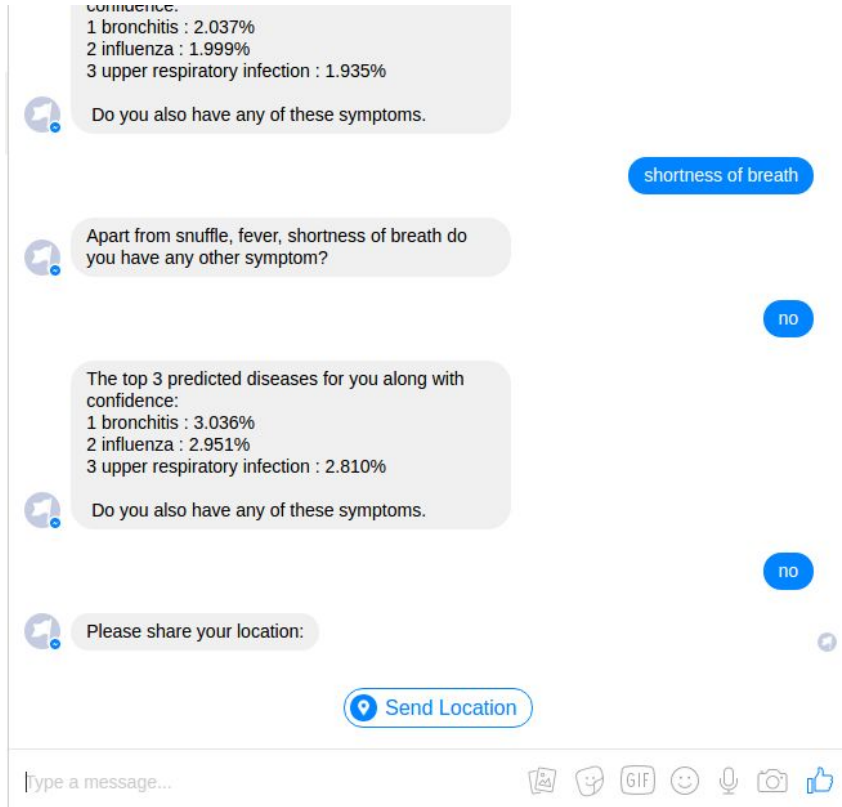 confidence:
1 bronchitis : 2.037%
2 influenza : 1.999%
3 upper respiratory infection : 1.935%
Do you also have any of these symptoms.
shortness of breath
Apart from snuffle, fever, shortness of breath do
you have any other symptom?
no
The top 3 predicted diseases for you along with
confidence:
1 bronchitis : 3.036%
2 influenza : 2.951%
3 upper respiratory infection : 2.810%
Do you also have any of these symptoms.
no
Please share your location:
Send Location
Type a message...
GIF